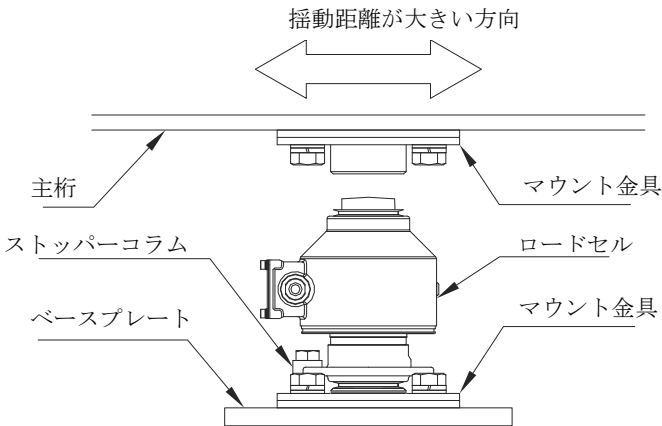 揺動距離が大きい方向
主桁
マウント金具
ストッパーコラム
ロードセル
ベースプレート
マウント金具